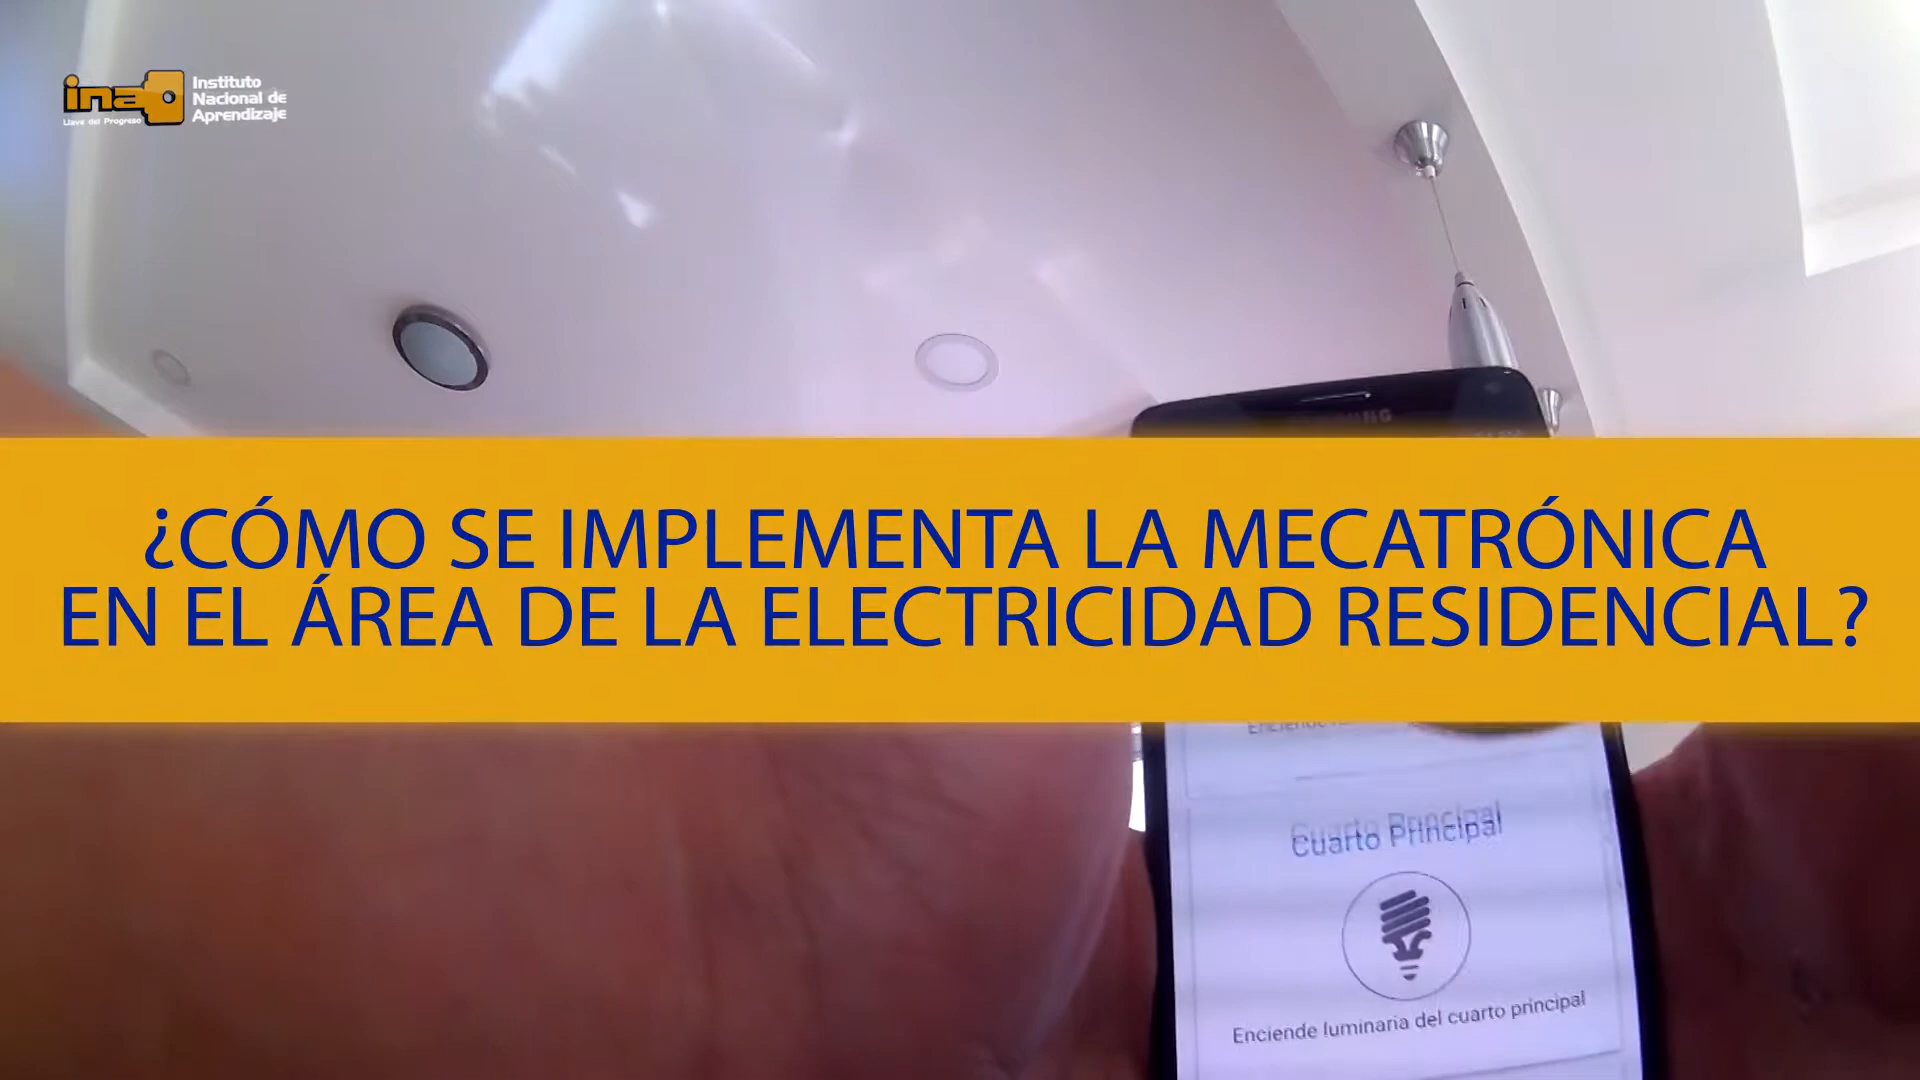 ina
Llave del Progreso
Instituto
Nacional de
Aprendizaje
¿CÓMO SE IMPLEMENTA LA MECATRÓNICA
EN EL ÁREA DE LA ELECTRICIDAD RESIDENCIAL?
Cuarto Principal
Enciende luminaria del cuarto principal